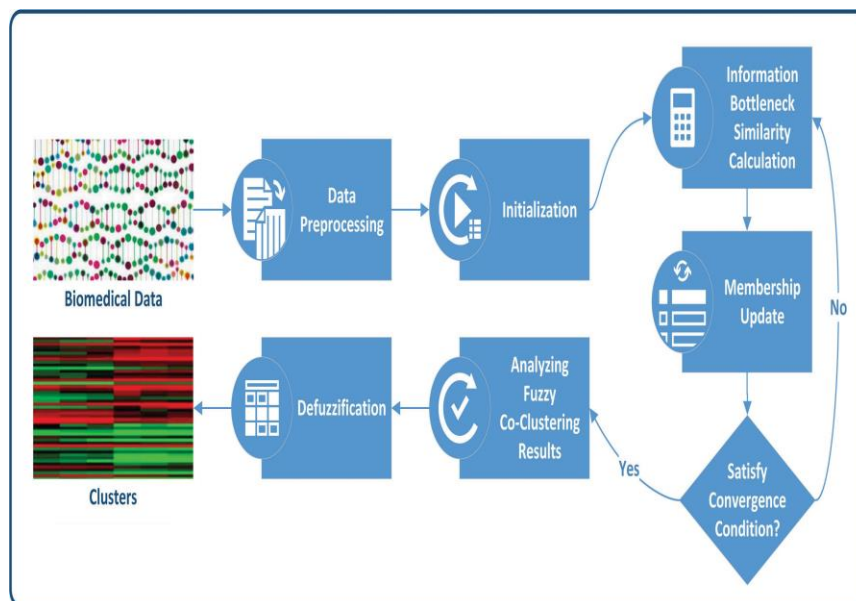 Biomedical Data
Data
Preprocessing
Initialization
Information
Bottleneck
Similarity
Calculation
Membership
Update
No
Satisfy
Convergence
Condition?
Yes
Analyzing
Fuzzy
Co-Clustering
Results
Defuzzification
Clusters